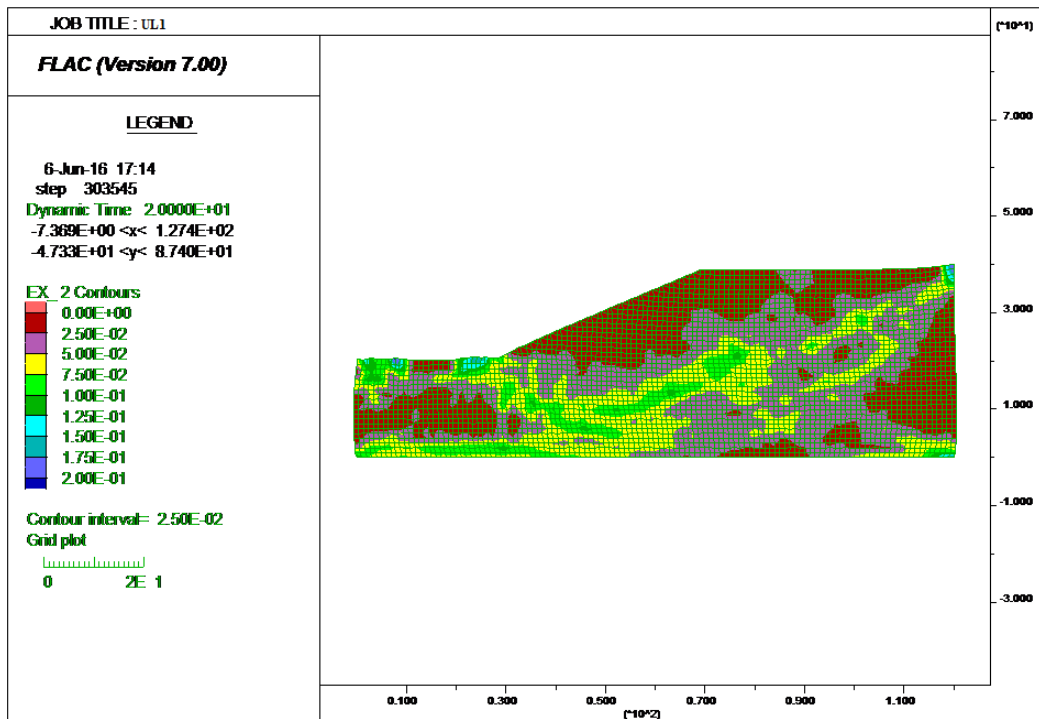 JOB TITLE : UL1
(*10^1)
FLAC (Version 7.00)
LEGEND
6-Jun-16 17:14
step 303545
Dynamic Time 2.0000E+01
-7.369E+00 <x< 1.274E+02
-4.733E+01 <y< 8.740E+01
EX_2 Contours
0.00E+00
2.50E-02
5.00E-02
7.50E-02
1.00E-01
1.25E-01
1.50E-01
1.75E-01
2.00E-01
Contour interval= 2.50E-02
Grid plot
0 2E 1
7.000
5.000
3.000
1.000
-1.000
-3.000
0.100 0.300 0.500 0.700 0.900 1.100
(*10^2)